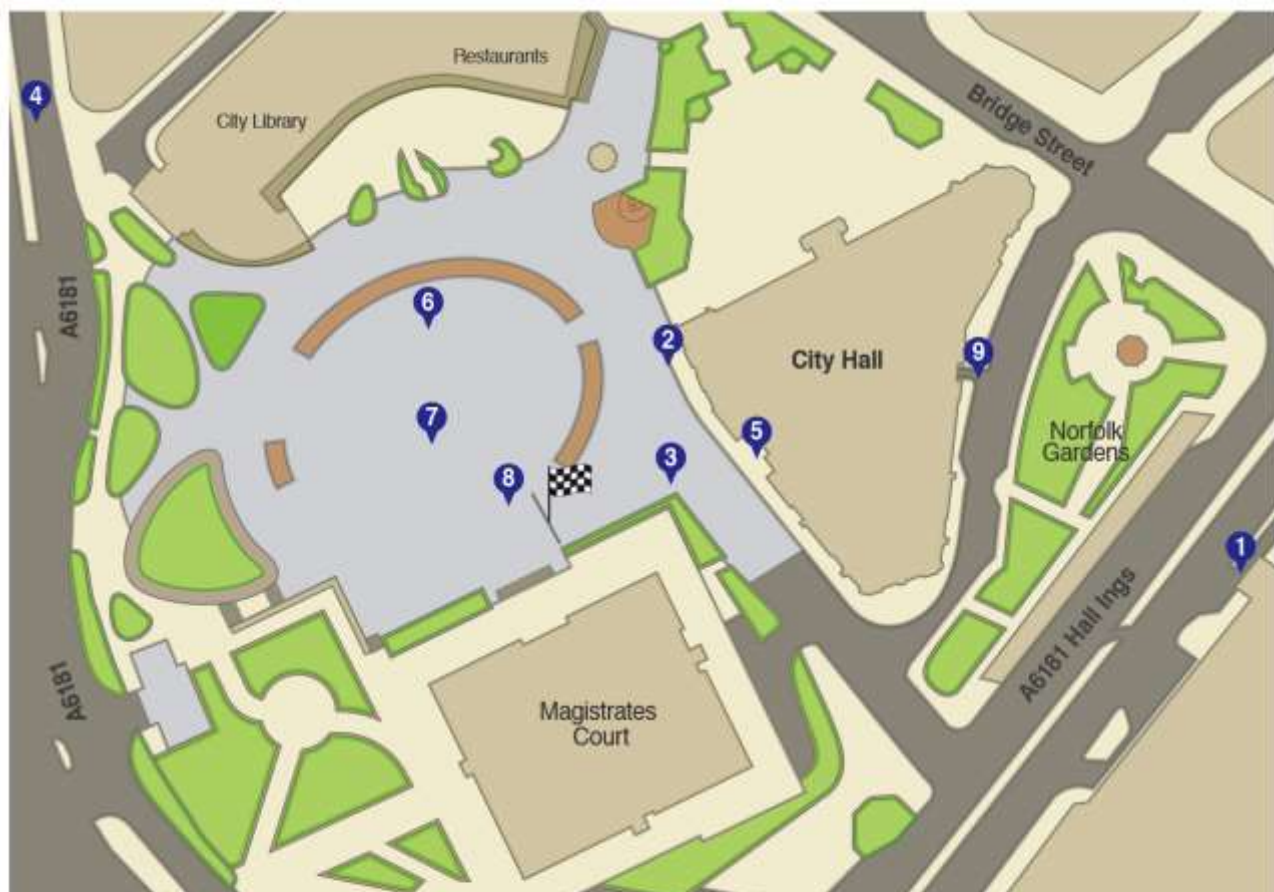 Restaurants
4
City Library
Bridge Street
A6181
6
2
City Hall
9
7
5
3
8
Norfolk
Gardens
1
A6181 Hall Ings
A6181
Magistrates
Court